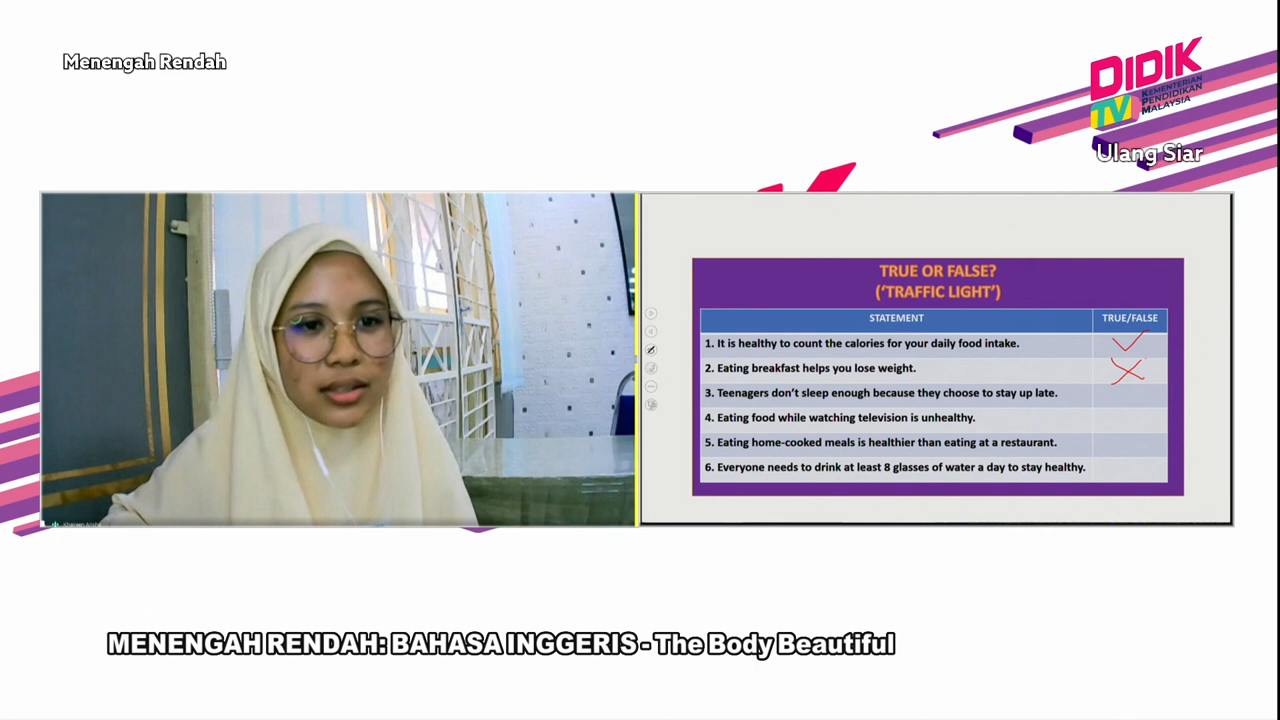 Menengah Rendah
DIDIK
TV
KEMENTERIAN
PENDIDIKAN
MALAYSIA
Ulang Siar
K
TRUE OR FALSE?
('TRAFFIC LIGHT')
STATEMENT TRUE/FALSE
1. It is healthy to count the calories for your daily food intake.
2. Eating breakfast helps you lose weight.
3. Teenagers don't sleep enough because they choose to stay up late.
4. Eating food while watching television is unhealthy.
5. Eating home-cooked meals is healthier than eating at a restaurant.
6. Everyone needs to drink at least 8 glasses of water a day to stay healthy.
MENENGAH RENDAH: BAHASA INGGERIS - The Body Beautiful